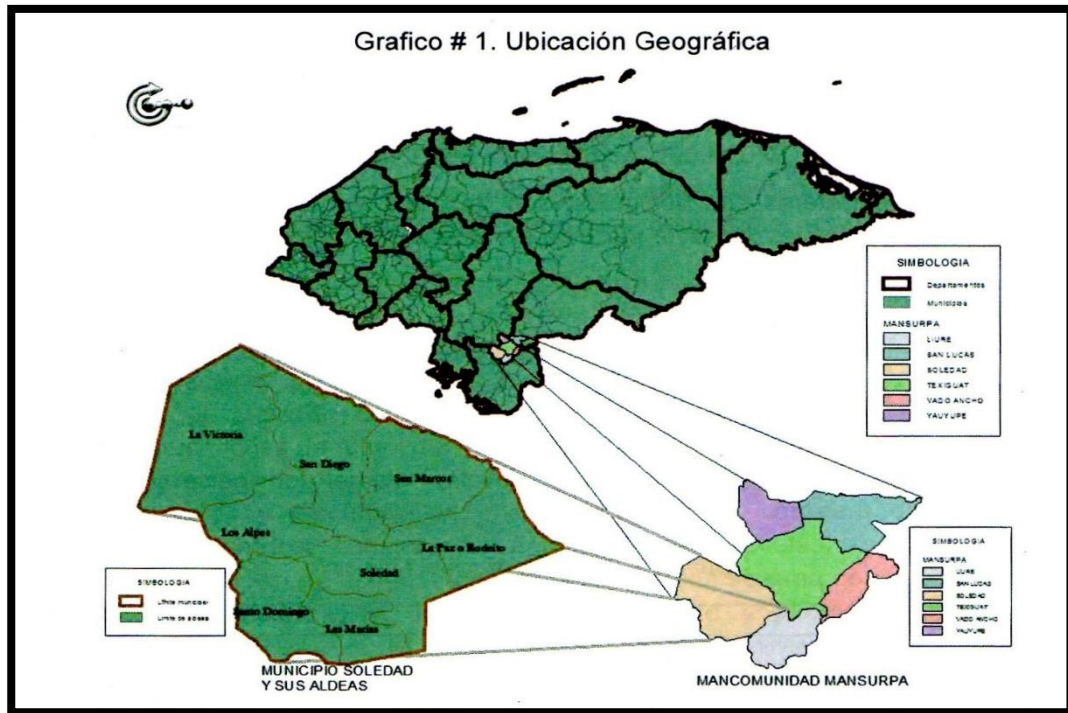 Grafico # 1. Ubicación Geográfica
SIMBOLOGIA
Departamentos
Municipios
MANSURPA
LIURE
SAN LUCAS
SOLEDAD
TEXIGUAT
VADO ANCHO
YAUYUPE
La Victoria
San Diego
San Marcos
Los Alpes
La Paz o Rodeito
Soledad
Santo Domingo
Las Marias
SIMBOLOGIA
Limite municipal
Limite de aldeas
MUNICIPIO SOLEDAD
Y SUS ALDEAS
SIMBOLOGIA
MANSURPA
LIURE
SAN LUCAS
SOLEDAD
TEXIGUAT
VADO ANCHO
YAUYUPE
MANCOMUNIDAD MANSURPA